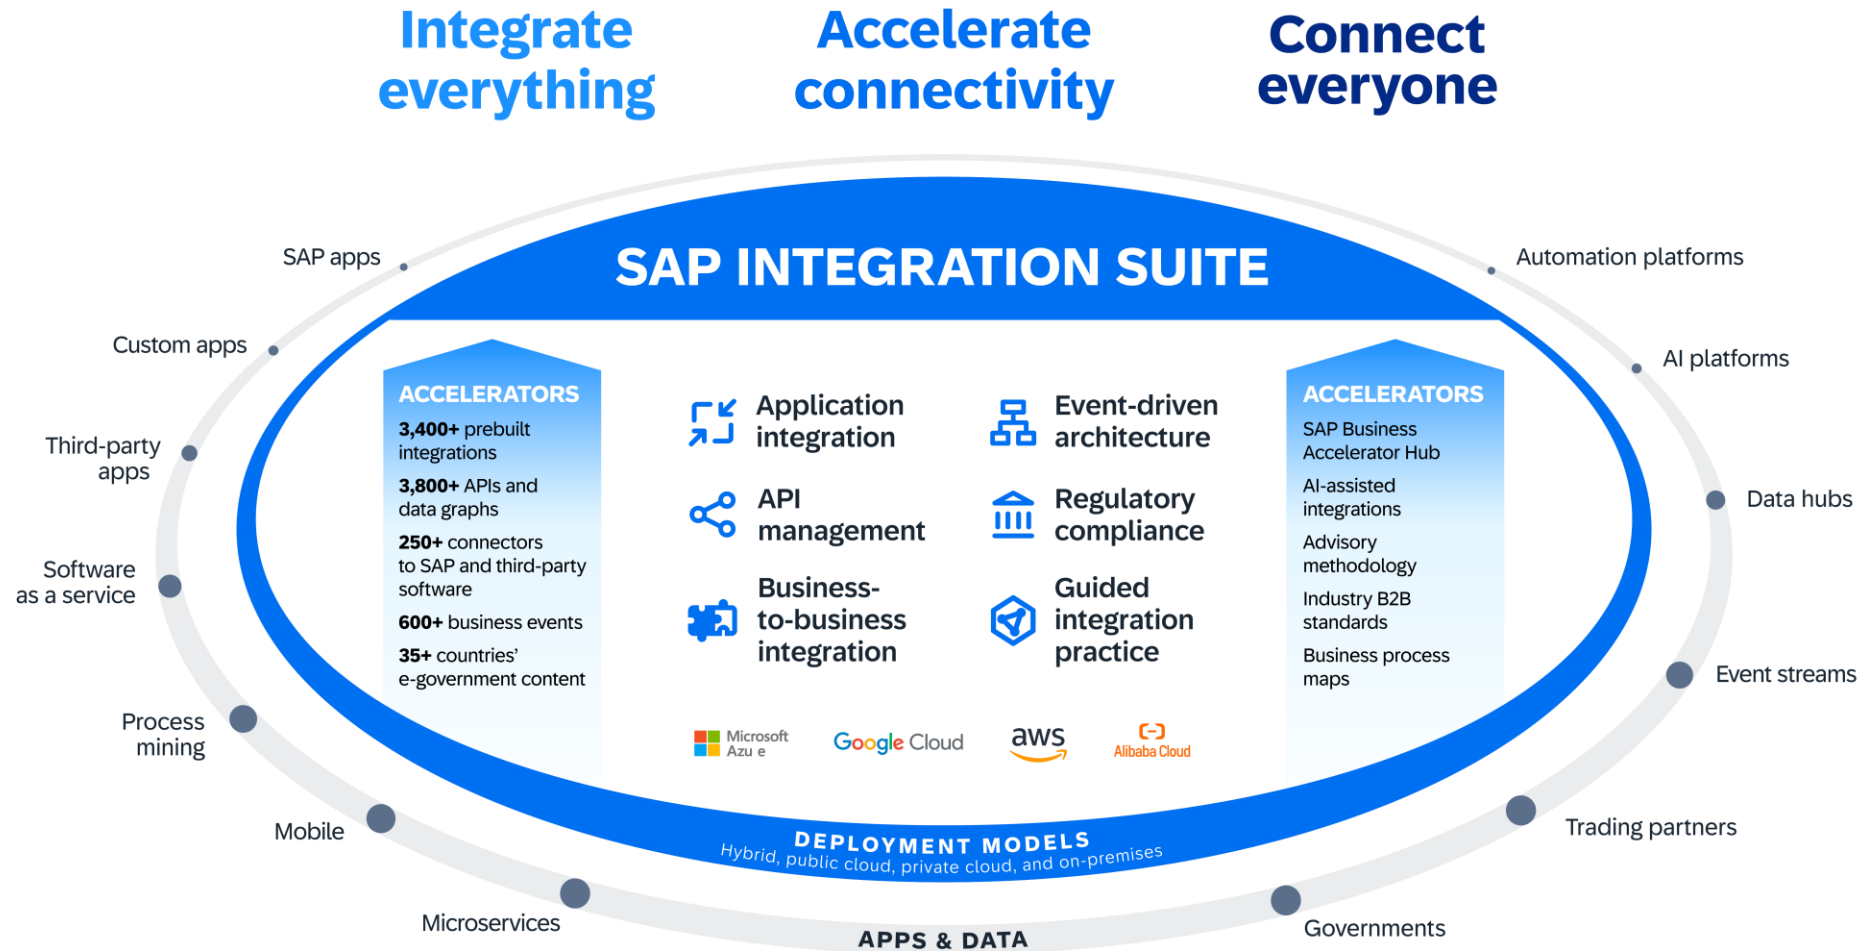 Integrate
everything
Accelerate
connectivity
Connect
everyone
SAP INTEGRATION SUITE
SAP apps
Custom apps
Third-party
apps
Software
as a service
Process
mining
Mobile
Microservices
ACCELERATORS
3,400+ prebuilt
integrations
3,800+ APIs and
data graphs
250+ connectors
to SAP and third-party
software
600+ business events
35+ countries’
e-government content
Application
integration
API
management
Business-
to-business
integration
Event-driven
architecture
Regulatory
compliance
Guided
integration
practice
Microsoft
Azu e
Google Cloud
aws
Alibaba Cloud
ACCELERATORS
SAP Business
Accelerator Hub
AI-assisted
integrations
Advisory
methodology
Industry B2B
standards
Business process
maps
Automation platforms
AI platforms
Data hubs
Event streams
Trading partners
Governments
DEPLOYMENT MODELS
Hybrid, public cloud, private cloud, and on-premises
APPS & DATA